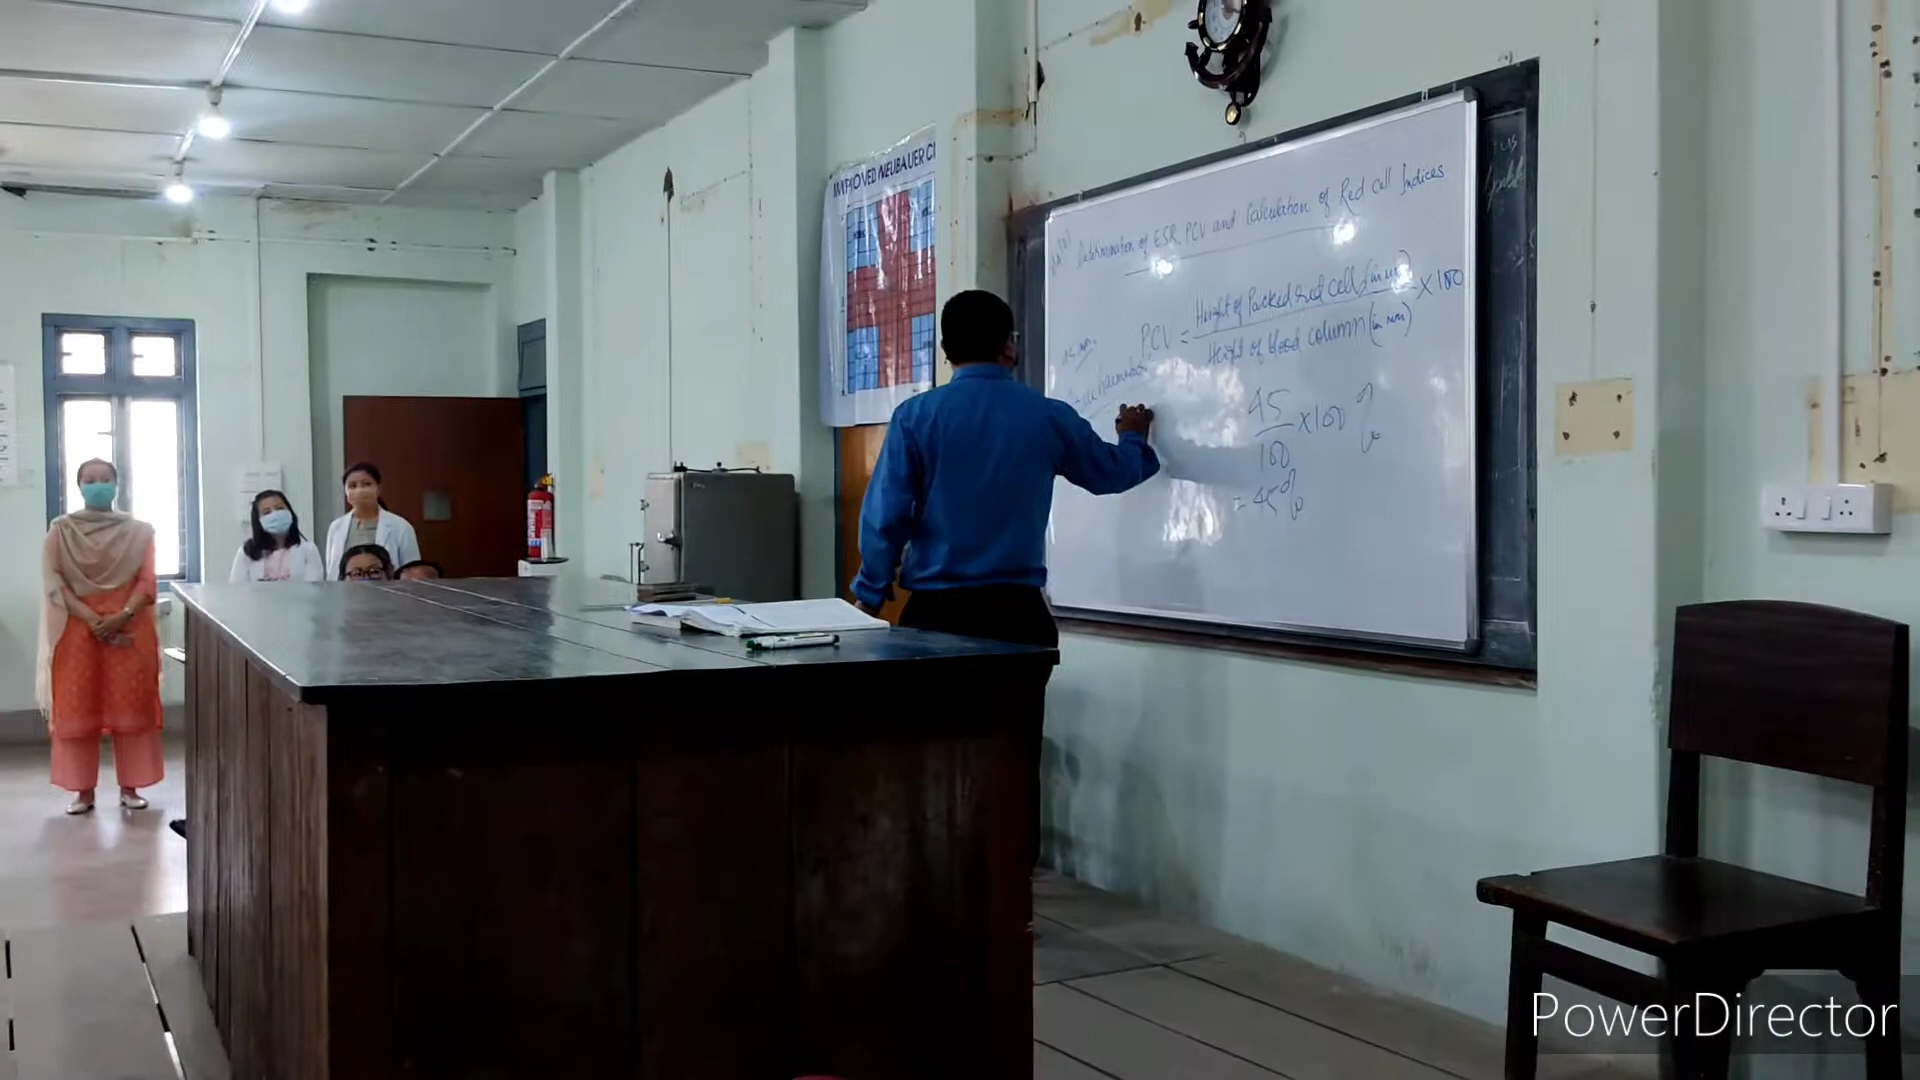 IMPROVED NEUBAUER
Determination of ESR, PCV and Calculation of Red Cell Indices
PCV = Height of Packed red cell (in mm) × 100
Height of blood column (in mm)
45
× 100 %
100
= 45%
PowerDirector